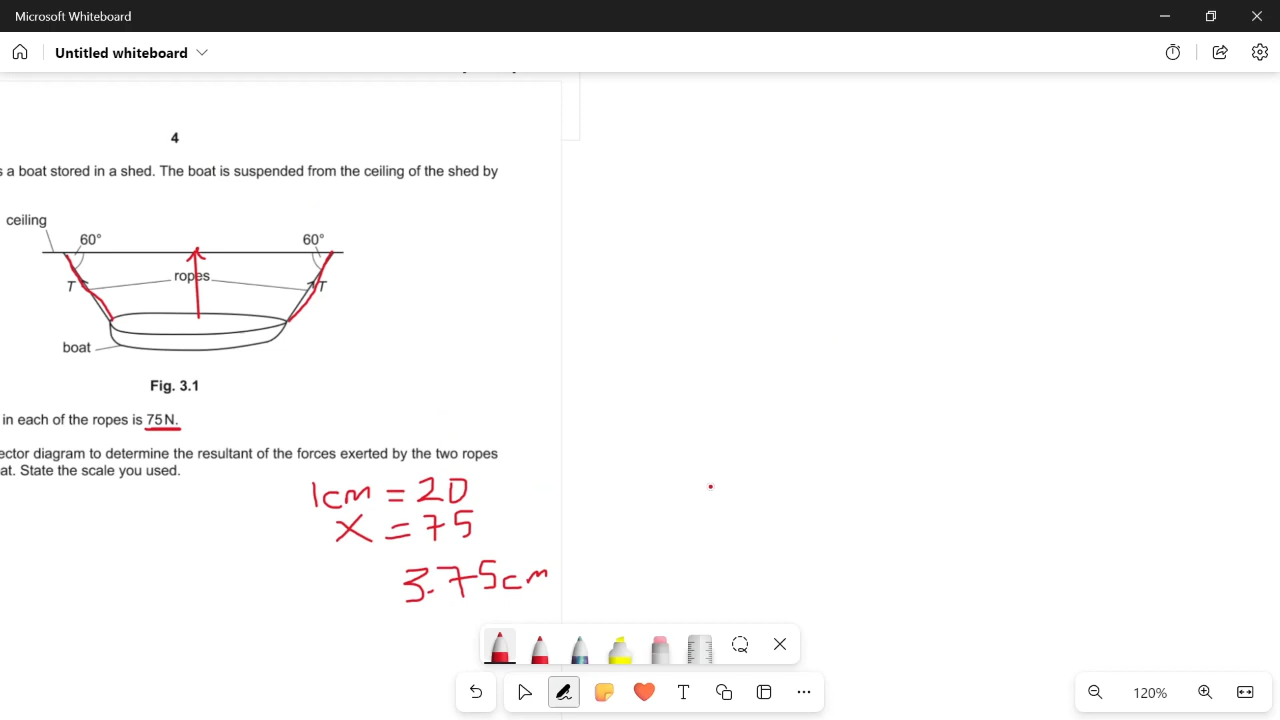 Microsoft Whiteboard
Untitled whiteboard
4
s a boat stored in a shed. The boat is suspended from the ceiling of the shed by
ceiling
60°
60°
ropes
T
T
boat
Fig. 3.1
in each of the ropes is 75 N.
ector diagram to determine the resultant of the forces exerted by the two ropes
at. State the scale you used.
1cm = 20
x = 75
3.75cm
120%